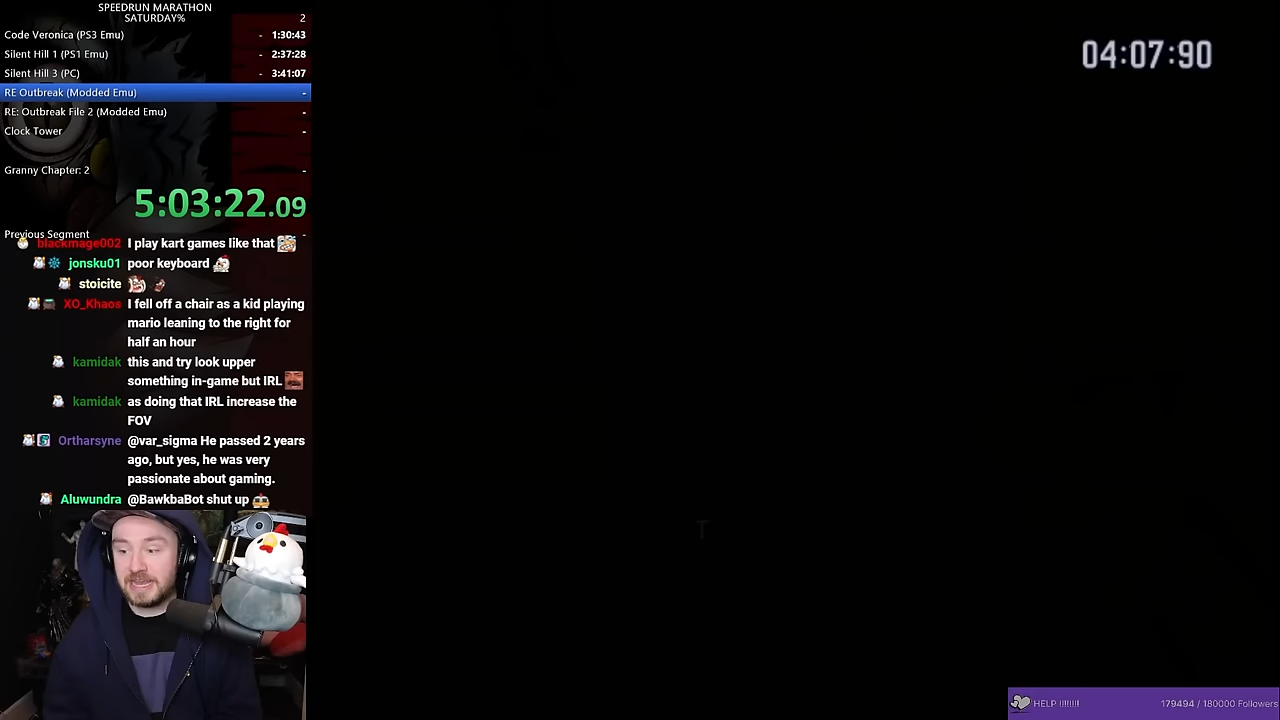 SPEEDRUN MARATHON
SATURDAY%
2
Code Veronica (PS3 Emu) - 1:30:43
Silent Hill 1 (PS1 Emu) - 2:37:28
Silent Hill 3 (PC) - 3:41:07
RE Outbreak (Modded Emu) -
RE: Outbreak File 2 (Modded Emu) -
Clock Tower -
Granny Chapter: 2 -
5:03:22.09
Previous Segment -
blackmage002 I play kart games like that
jonsku01 poor keyboard
stoicite
XO_Khaos I fell off a chair as a kid playing
mario leaning to the right for
half an hour
kamidak this and try look upper
something in-game but IRL
kamidak as doing that IRL increase the
FOV
Ortharsyne @var_sigma He passed 2 years
ago, but yes, he was very
passionate about gaming.
Aluwundra @BawkbaBot shut up
04:07:90
T
HELP !!!!!!! 179494 / 180000 Followers